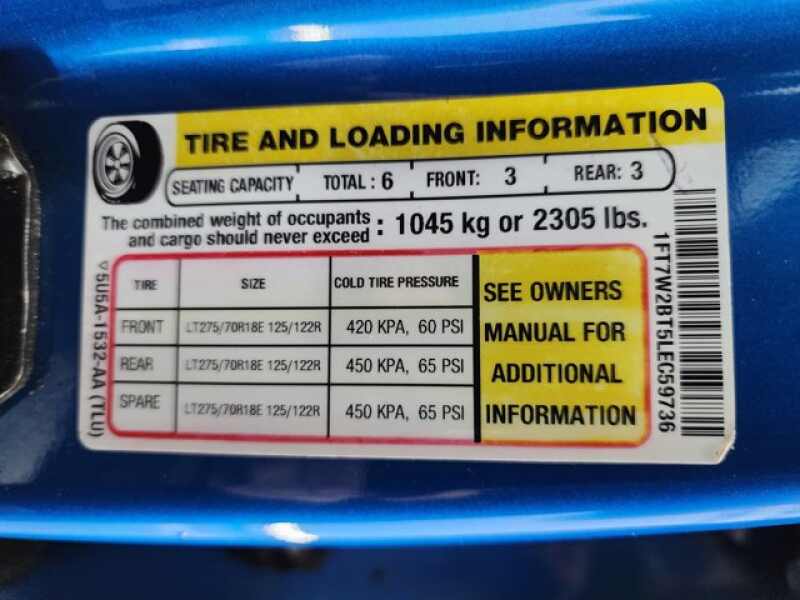 TIRE AND LOADING INFORMATION
SEATING CAPACITY TOTAL : 6 FRONT: 3 REAR: 3
The combined weight of occupants
and cargo should never exceed : 1045 kg or 2305 lbs.
TIRE SIZE COLD TIRE PRESSURE
FRONT LT275/70R18E 125/122R 420 KPA, 60 PSI
REAR LT275/70R18E 125/122R 450 KPA, 65 PSI
SPARE LT275/70R18E 125/122R 450 KPA, 65 PSI
SEE OWNERS
MANUAL FOR
ADDITIONAL
INFORMATION
5U5A-1532-AA (TLU)
1FT7W2BT5LEC59736